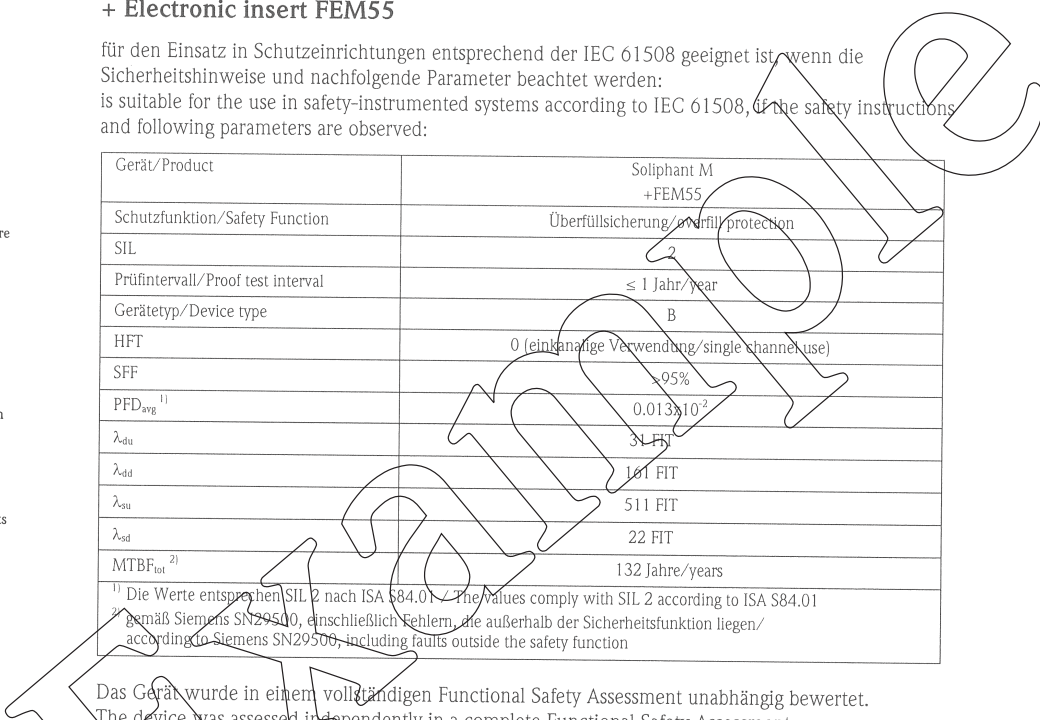 + Electronic insert FEM55
für den Einsatz in Schutzeinrichtungen entsprechend der IEC 61508 geeignet ist, wenn die
Sicherheitshinweise und nachfolgende Parameter beachtet werden:
is suitable for the use in safety-instrumented systems according to IEC 61508, if the safety instructions
and following parameters are observed:
Gerät/Product Soliphant M
+FEM55
Schutzfunktion/Safety Function Überfüllsicherung/overfill protection
SIL 2
Prüfintervall/Proof test interval ≤ 1 Jahr/year
Gerätetyp/Device type B
HFT 0 (einkanalige Verwendung/single channel use)
SFF >95%
PFDavg 1) 0.013x10-2
λdu 31 FIT
λdd 161 FIT
λsu 511 FIT
λsd 22 FIT
MTBFtot 2) 132 Jahre/years
1) Die Werte entsprechen SIL 2 nach ISA S84.01 / The values comply with SIL 2 according to ISA S84.01
2) gemäß Siemens SN29500, einschließlich Fehlern, die außerhalb der Sicherheitsfunktion liegen/
according to Siemens SN29500, including faults outside the safety function
Das Gerät wurde in einem vollständigen Functional Safety Assessment unabhängig bewertet.
The device was assessed independently in a complete Functional Safety Assessment
re
n
ts
Example